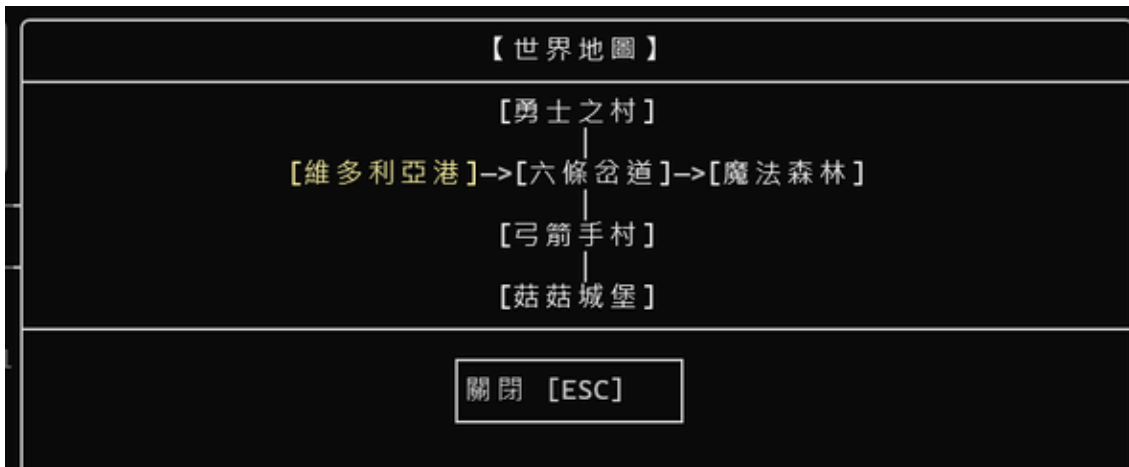 【世界地圖】
[勇士之村]
|
[維多利亞港]—>[六條岔道]—>[魔法森林]
|
[弓箭手村]
|
[菇菇城堡]
關閉 [ESC]